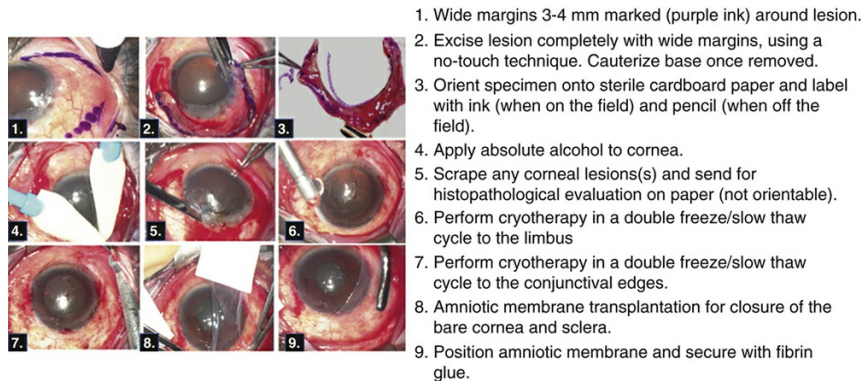 1. Wide margins 3-4 mm marked (purple ink) around lesion.
2. Excise lesion completely with wide margins, using a
no-touch technique. Cauterize base once removed.
3. Orient specimen onto sterile cardboard paper and label
with ink (when on the field) and pencil (when off the
field).
4. Apply absolute alcohol to cornea.
5. Scrape any corneal lesions(s) and send for
histopathological evaluation on paper (not orientable).
6. Perform cryotherapy in a double freeze/slow thaw
cycle to the limbus
7. Perform cryotherapy in a double freeze/slow thaw
cycle to the conjunctival edges.
8. Amniotic membrane transplantation for closure of the
bare cornea and sclera.
9. Position amniotic membrane and secure with fibrin
glue.
1.
2.
3.
4.
5.
6.
7.
8.
9.